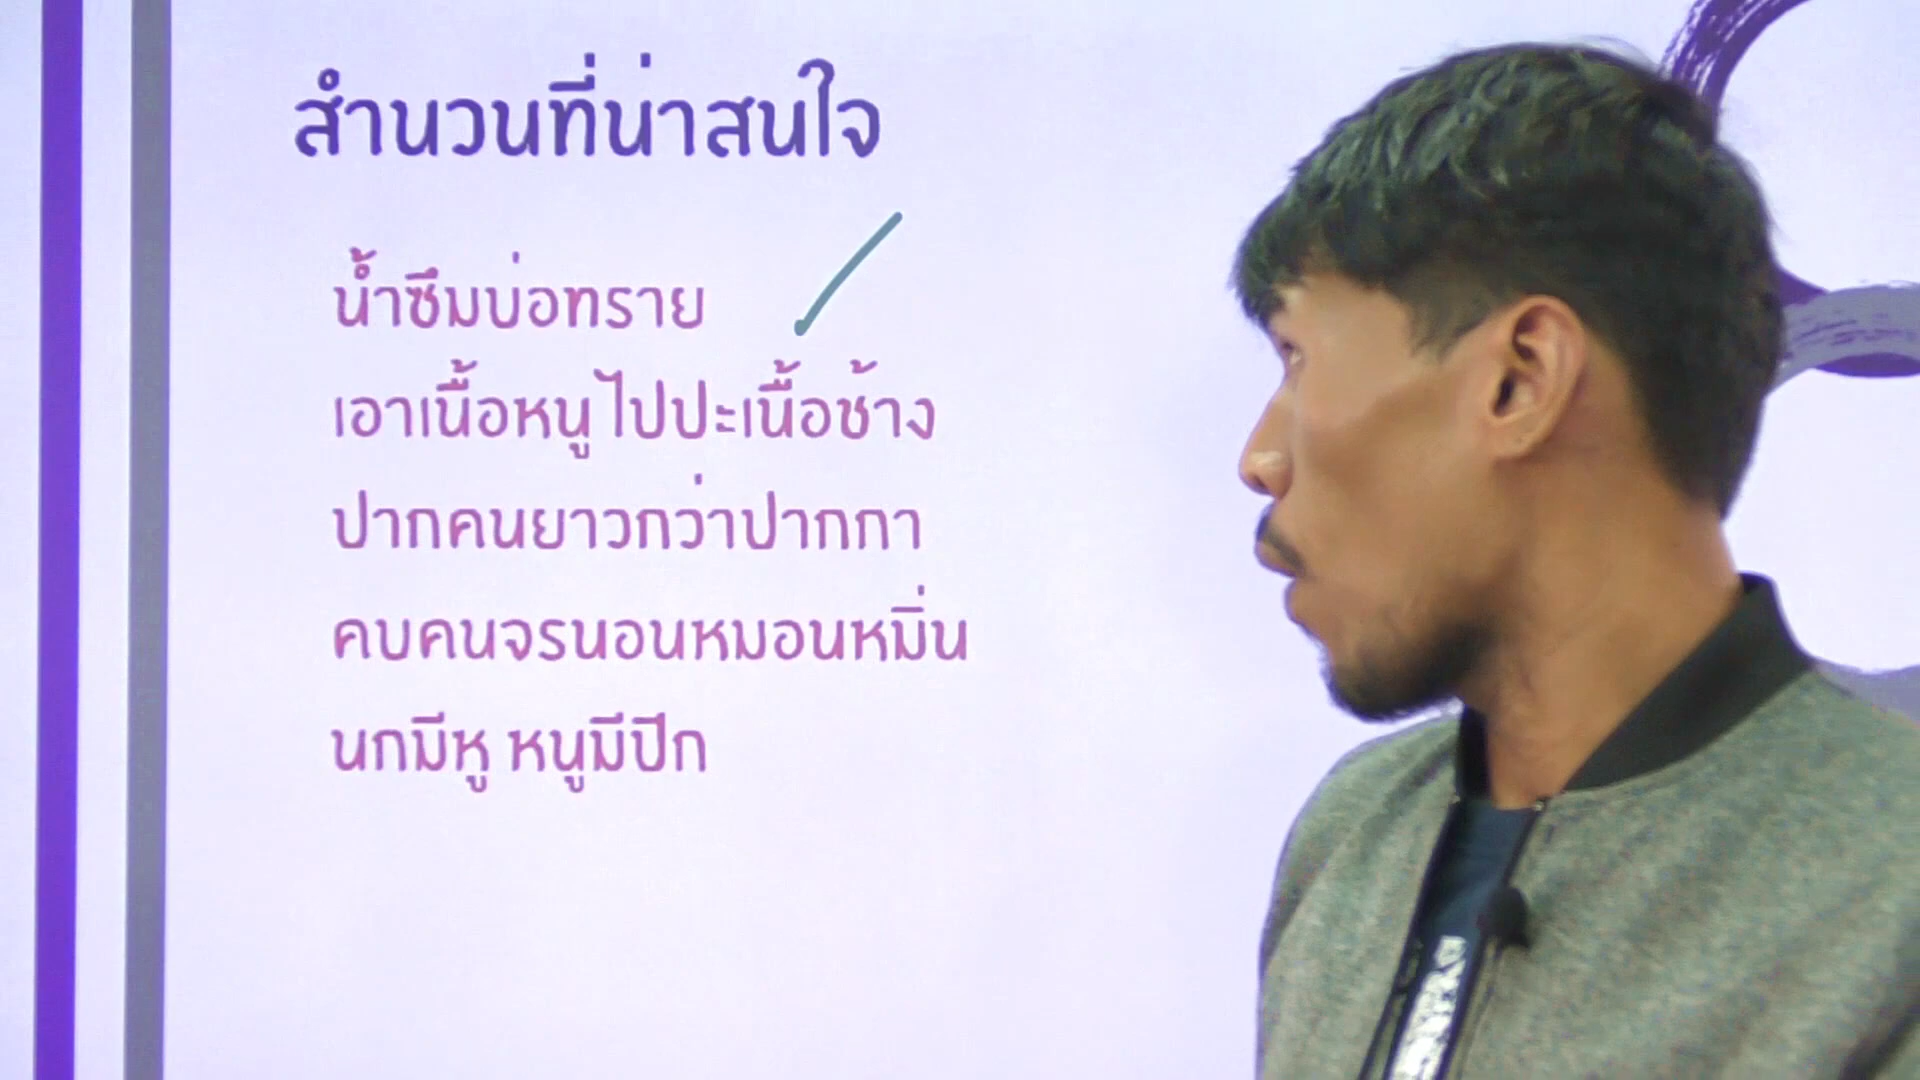 สำนวนที่น่าสนใจ
น้ำซึมบ่อทราย
เอาเนื้อหนูไปปะเนื้อช้าง
ปากคนยาวกว่าปากกา
คบคนจรนอนหมอนหมิ่น
นกมีหู หนูมีปีก